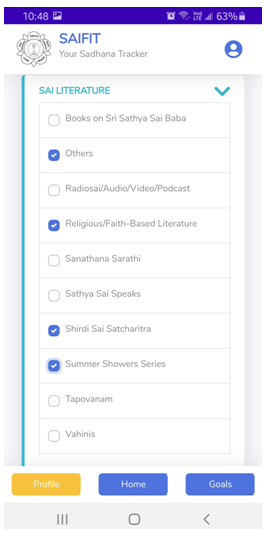 10:48 63%
SAIFIT
Your Sadhana Tracker
SAI LITERATURE
Books on Sri Sathya Sai Baba
Others
Radiosai/Audio/Video/Podcast
Religious/Faith-Based Literature
Sanathana Sarathi
Sathya Sai Speaks
Shirdi Sai Satcharitra
Summer Showers Series
Tapovanam
Vahinis
Profile Home Goals